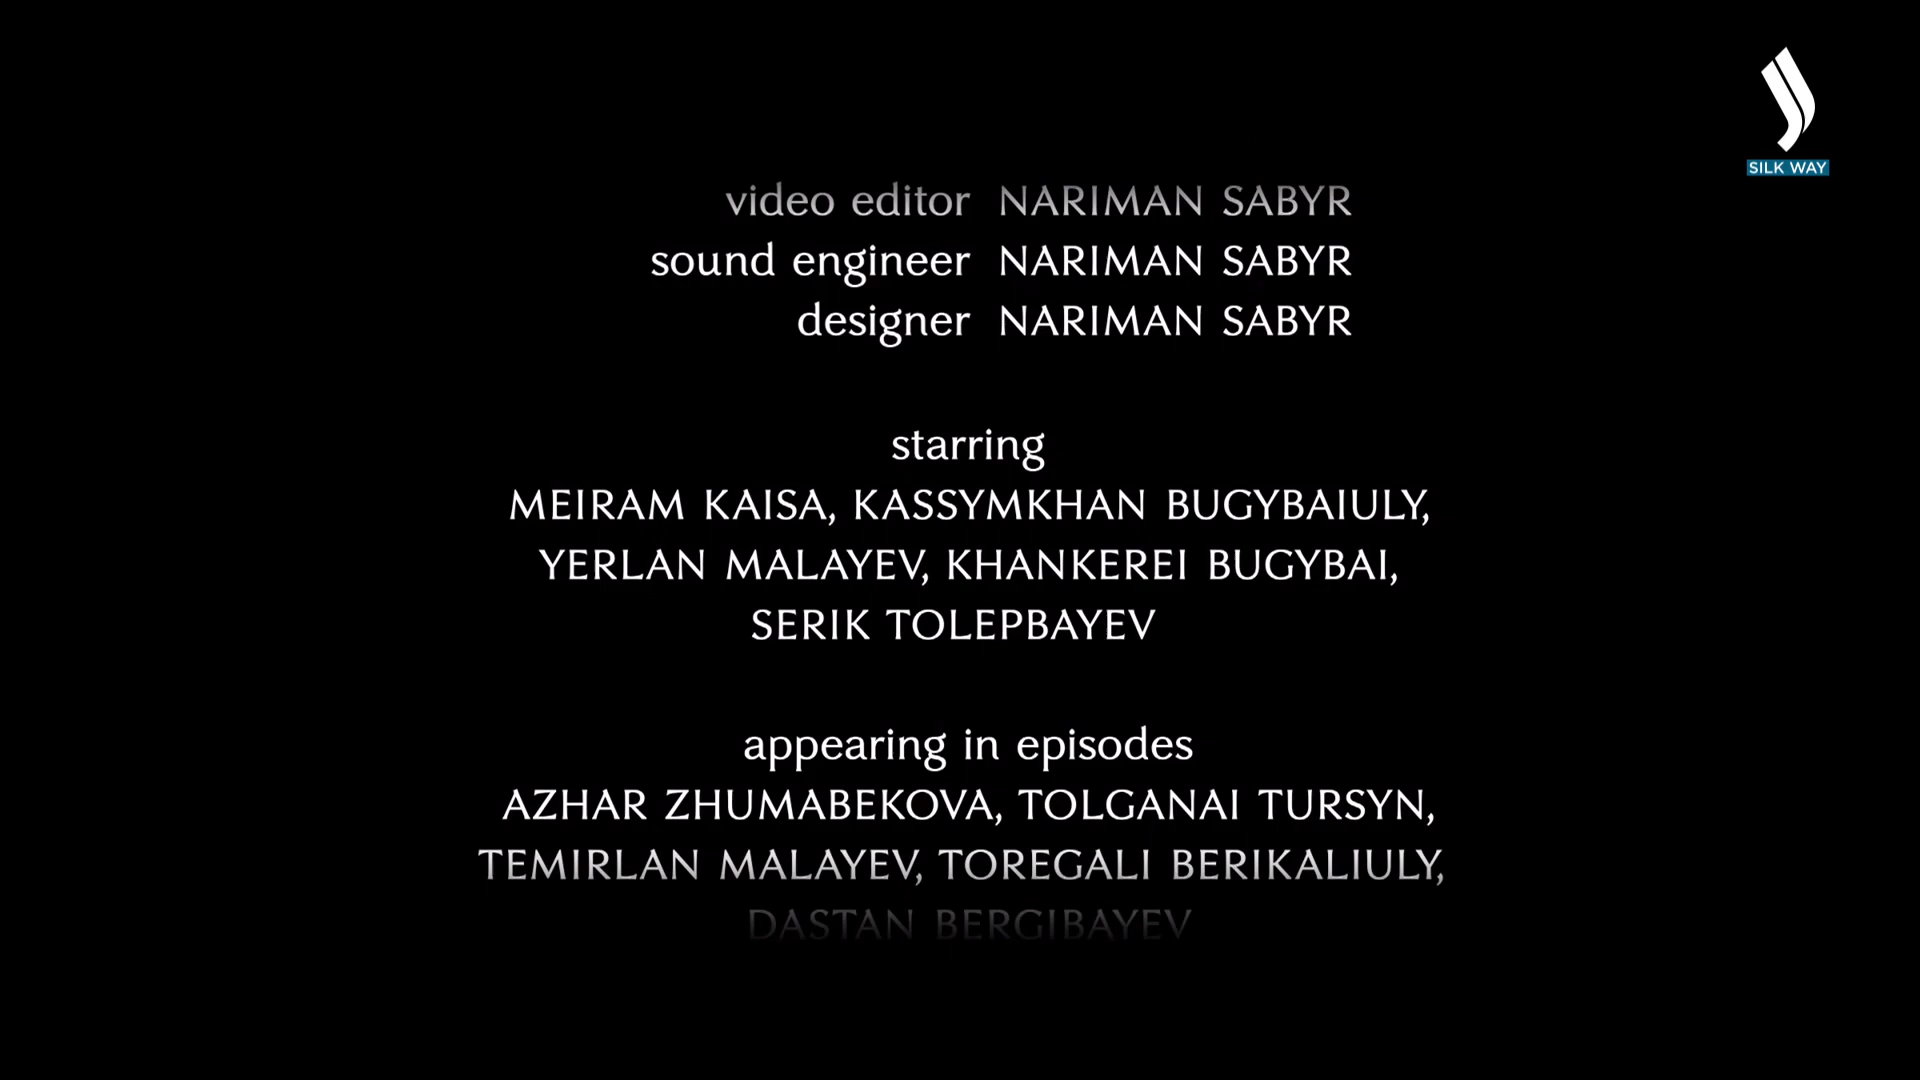 SILK WAY
video editor NARIMAN SABYR
sound engineer NARIMAN SABYR
designer NARIMAN SABYR
starring
MEIRAM KAISA, KASSYMKHAN BUGYBAIULY,
YERLAN MALAYEV, KHANKEREI BUGYBAI,
SERIK TOLEPBAYEV
appearing in episodes
AZHAR ZHUMABEKOVA, TOLGANAI TURSYN,
TEMIRLAN MALAYEV, TOREGALI BERIKALIULY,
DASTAN BERGIBAYEV